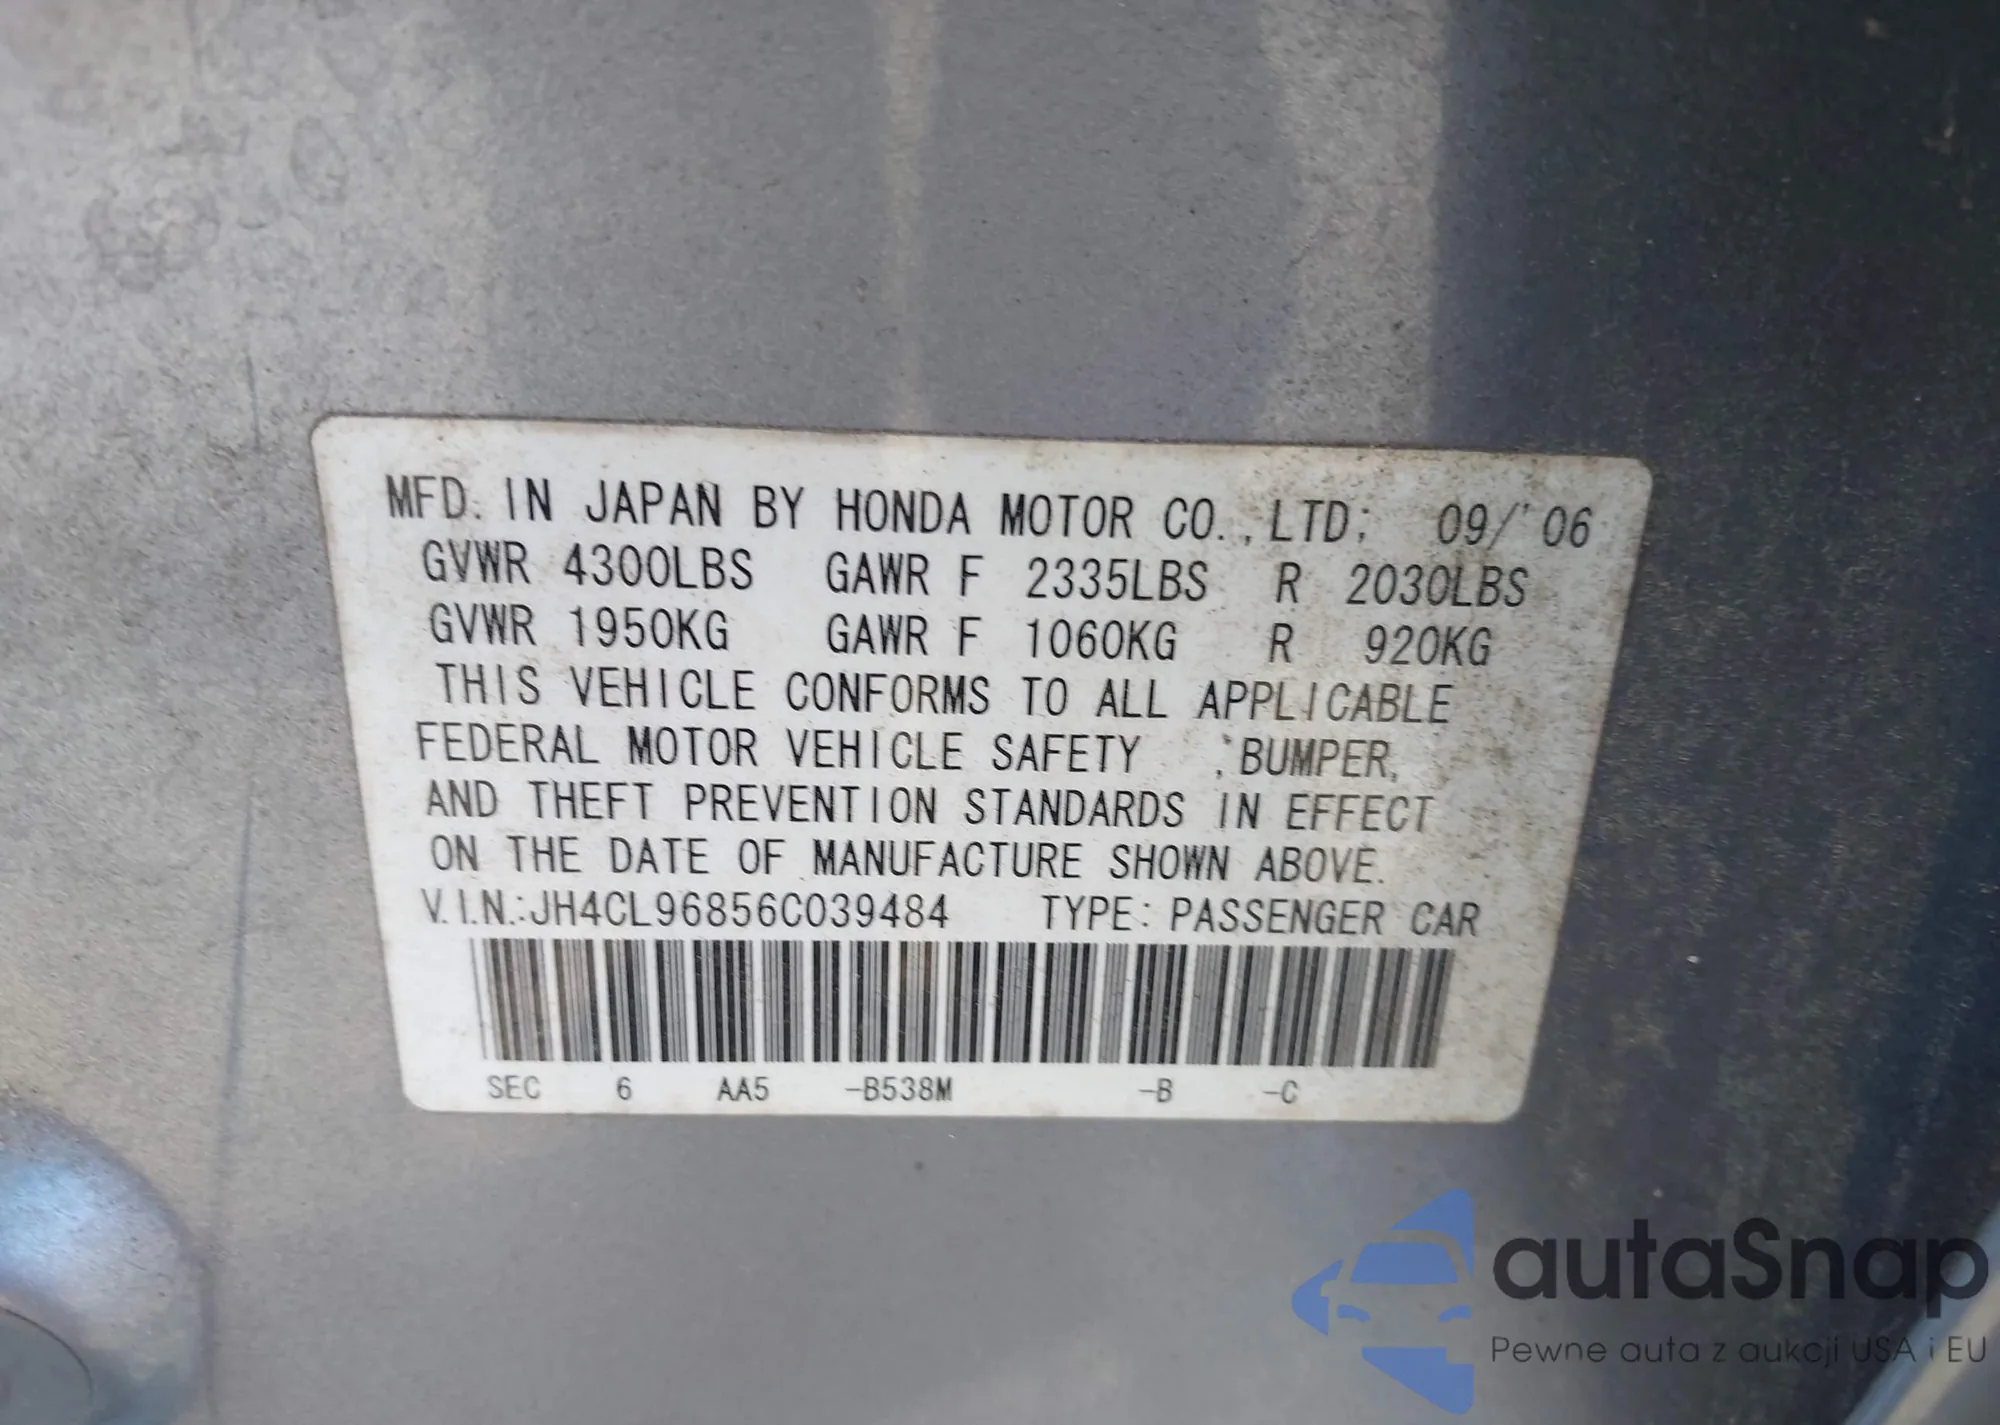 MFD. IN JAPAN BY HONDA MOTOR CO.,LTD; 09/'06
GVWR 4300LBS GAWR F 2335LBS R 2030LBS
GVWR 1950KG GAWR F 1060KG R 920KG
THIS VEHICLE CONFORMS TO ALL APPLICABLE
FEDERAL MOTOR VEHICLE SAFETY ,BUMPER,
AND THEFT PREVENTION STANDARDS IN EFFECT
ON THE DATE OF MANUFACTURE SHOWN ABOVE.
V.I.N.:JH4CL96856C039484 TYPE: PASSENGER CAR
SEC 6 AA5 -B538M -B -C
autaSnap
Pewne auta z aukcji USA i EU